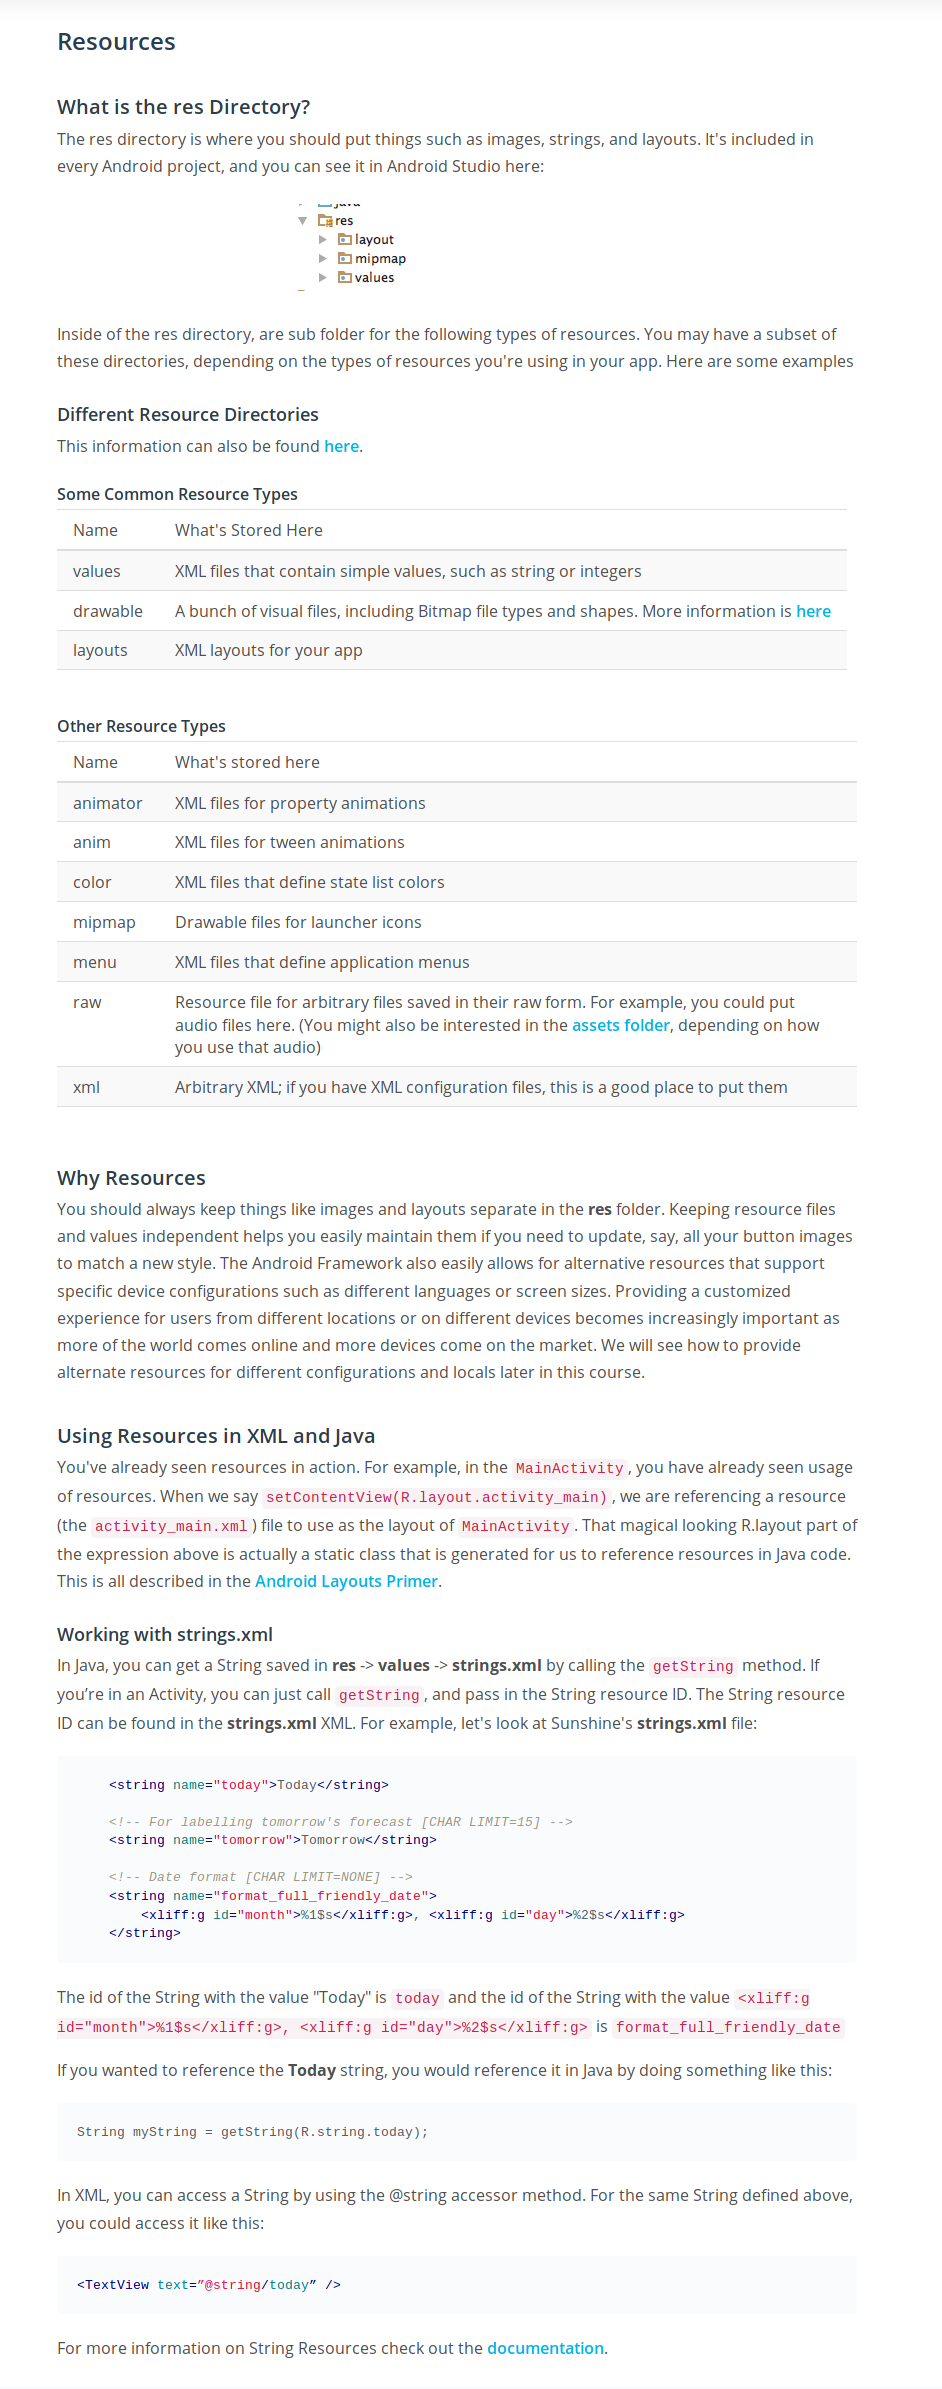 Resources
What is the res Directory?
The res directory is where you should put things such as images, strings, and layouts. It's included in
every Android project, and you can see it in Android Studio here:
java
res
layout
mipmap
values
Inside of the res directory, are sub folder for the following types of resources. You may have a subset of
these directories, depending on the types of resources you're using in your app. Here are some examples
Different Resource Directories
This information can also be found here.
Some Common Resource Types
Name What's Stored Here
values XML files that contain simple values, such as string or integers
drawable A bunch of visual files, including Bitmap file types and shapes. More information is here
layouts XML layouts for your app
Other Resource Types
Name What's stored here
animator XML files for property animations
anim XML files for tween animations
color XML files that define state list colors
mipmap Drawable files for launcher icons
menu XML files that define application menus
raw Resource file for arbitrary files saved in their raw form. For example, you could put
audio files here. (You might also be interested in the assets folder, depending on how
you use that audio)
xml Arbitrary XML; if you have XML configuration files, this is a good place to put them
Why Resources
You should always keep things like images and layouts separate in the res folder. Keeping resource files
and values independent helps you easily maintain them if you need to update, say, all your button images
to match a new style. The Android Framework also easily allows for alternative resources that support
specific device configurations such as different languages or screen sizes. Providing a customized
experience for users from different locations or on different devices becomes increasingly important as
more of the world comes online and more devices come on the market. We will see how to provide
alternate resources for different configurations and locals later in this course.
Using Resources in XML and Java
You've already seen resources in action. For example, in the MainActivity, you have already seen usage
of resources. When we say setContentView(R.layout.activity_main), we are referencing a resource
(the activity_main.xml) file to use as the layout of MainActivity. That magical looking R.layout part of
the expression above is actually a static class that is generated for us to reference resources in Java code.
This is all described in the Android Layouts Primer.
Working with strings.xml
In Java, you can get a String saved in res -> values -> strings.xml by calling the getString method. If
you’re in an Activity, you can just call getString, and pass in the String resource ID. The String resource
ID can be found in the strings.xml XML. For example, let's look at Sunshine's strings.xml file:
<string name="today">Today</string>
<!-- For labelling tomorrow's forecast [CHAR LIMIT=15] -->
<string name="tomorrow">Tomorrow</string>
<!-- Date format [CHAR LIMIT=NONE] -->
<string name="format_full_friendly_date">
<xliff:g id="month">%1$s</xliff:g>, <xliff:g id="day">%2$s</xliff:g>
</string>
The id of the String with the value "Today" is today and the id of the String with the value <xliff:g
id="month">%1$s</xliff:g>, <xliff:g id="day">%2$s</xliff:g> is format_full_friendly_date
If you wanted to reference the Today string, you would reference it in Java by doing something like this:
String myString = getString(R.string.today);
In XML, you can access a String by using the @string accessor method. For the same String defined above,
you could access it like this:
<TextView text=”@string/today” />
For more information on String Resources check out the documentation.